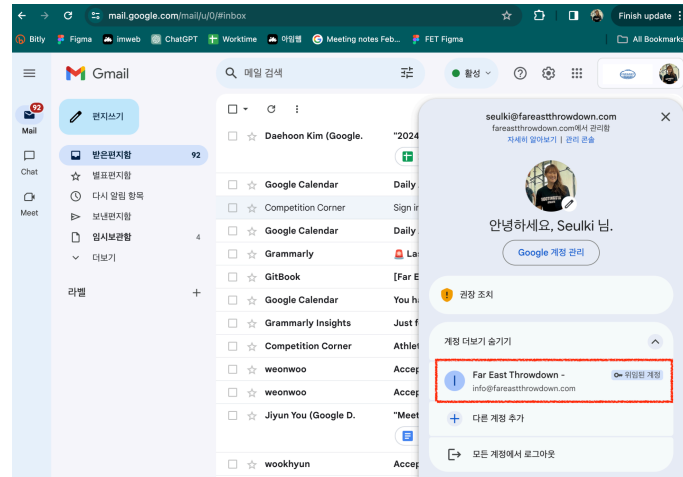 mail.google.com/mail/u/0/#inbox
Finish update
Bitly
Figma
imweb
ChatGPT
Worktime
아임웹
Meeting notes Feb...
FET Figma
All Bookmarks
Gmail
메일 검색
활성
92
Mail
Chat
Meet
편지쓰기
받은편지함 92
별표편지함
다시 알림 항목
보낸편지함
임시보관함 4
더보기
라벨
Daehoon Kim (Google. "2024
Google Calendar Daily
Competition Corner Sign in
Google Calendar Daily
Grammarly La
GitBook [Far E
Google Calendar You h
Grammarly Insights Just f
Competition Corner Athlet
weonwoo Accep
weonwoo Accep
Jiyun You (Google D. "Meet
wookhyun Accep
seulki@fareastthrowdown.com
fareastthrowdown.com에서 관리함
자세히 알아보기 | 관리 콘솔
안녕하세요, Seulki 님.
Google 계정 관리
권장 조치
계정 더보기 숨기기
I
Far East Throwdown - 위임된 계정
info@fareastthrowdown.com
다른 계정 추가
모든 계정에서 로그아웃